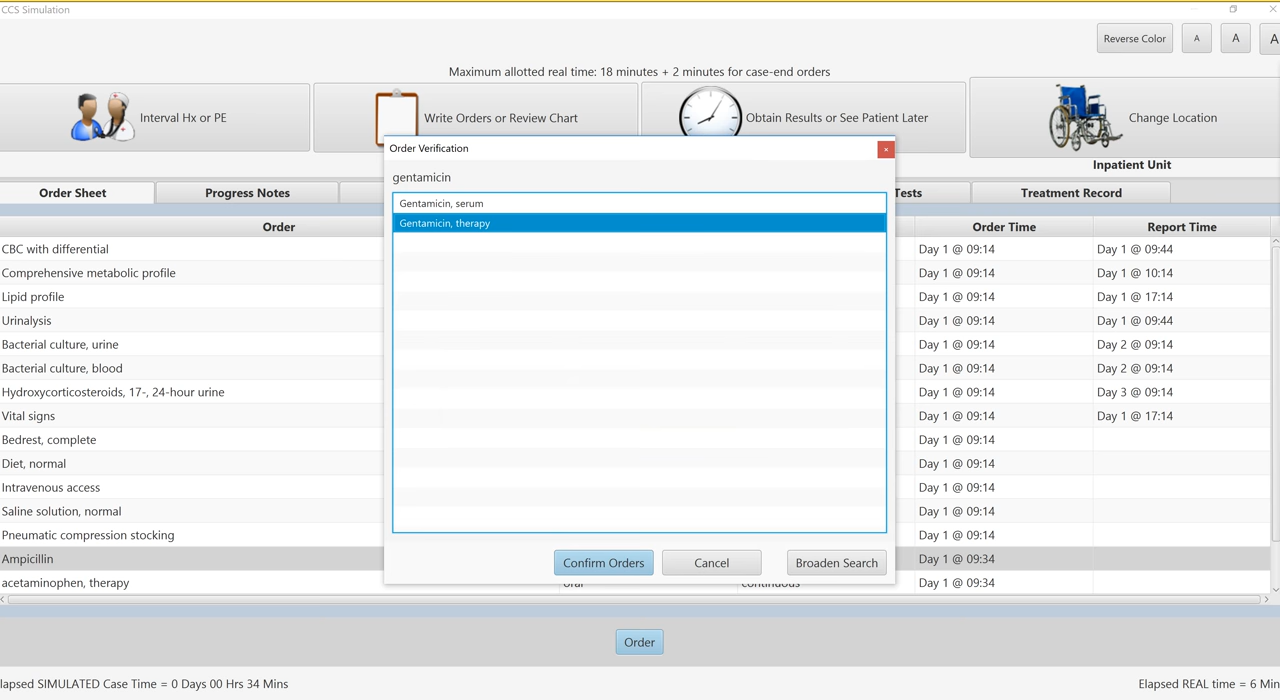 CCS Simulation
Reverse Color A A A
Maximum allotted real time: 18 minutes + 2 minutes for case-end orders
Interval Hx or PE Write Orders or Review Chart Obtain Results or See Patient Later Change Location
Inpatient Unit
Order Verification
gentamicin
Gentamicin, serum
Gentamicin, therapy
Confirm Orders Cancel Broaden Search
Order Sheet Progress Notes Tests Treatment Record
Order Order Time Report Time
CBC with differential Day 1 @ 09:14 Day 1 @ 09:44
Comprehensive metabolic profile Day 1 @ 09:14 Day 1 @ 10:14
Lipid profile Day 1 @ 09:14 Day 1 @ 17:14
Urinalysis Day 1 @ 09:14 Day 1 @ 09:44
Bacterial culture, urine Day 1 @ 09:14 Day 2 @ 09:14
Bacterial culture, blood Day 1 @ 09:14 Day 2 @ 09:14
Hydroxycorticosteroids, 17-, 24-hour urine Day 1 @ 09:14 Day 3 @ 09:14
Vital signs Day 1 @ 09:14 Day 1 @ 17:14
Bedrest, complete Day 1 @ 09:14
Diet, normal Day 1 @ 09:14
Intravenous access Day 1 @ 09:14
Saline solution, normal Day 1 @ 09:14
Pneumatic compression stocking Day 1 @ 09:14
Ampicillin Day 1 @ 09:34
acetaminophen, therapy oral continuous Day 1 @ 09:34
Order
lapsed SIMULATED Case Time = 0 Days 00 Hrs 34 Mins Elapsed REAL time = 6 Min